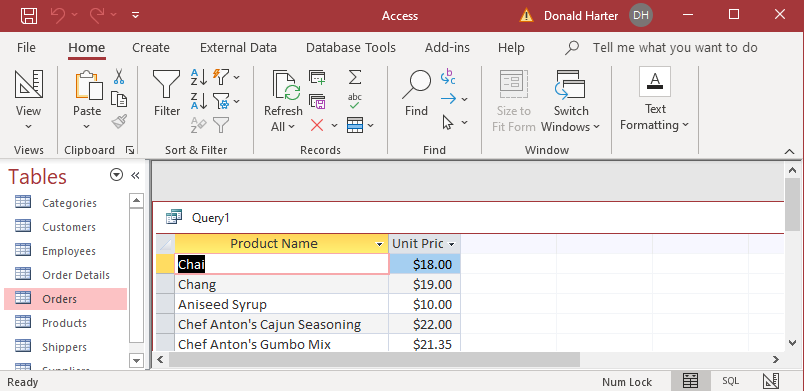 Access
Donald Harter DH
File Home Create External Data Database Tools Add-ins Help Tell me what you want to do
View
Views
Paste
Clipboard
Filter
Sort & Filter
Refresh
All
Records
Find
Find
Size to
Fit Form
Switch
Windows
Window
Text
Formatting
Tables
Categories
Customers
Employees
Order Details
Orders
Products
Shippers
Query1
Product Name Unit Pric
Chai $18.00
Chang $19.00
Aniseed Syrup $10.00
Chef Anton's Cajun Seasoning $22.00
Chef Anton's Gumbo Mix $21.35
Ready
Num Lock
SQL